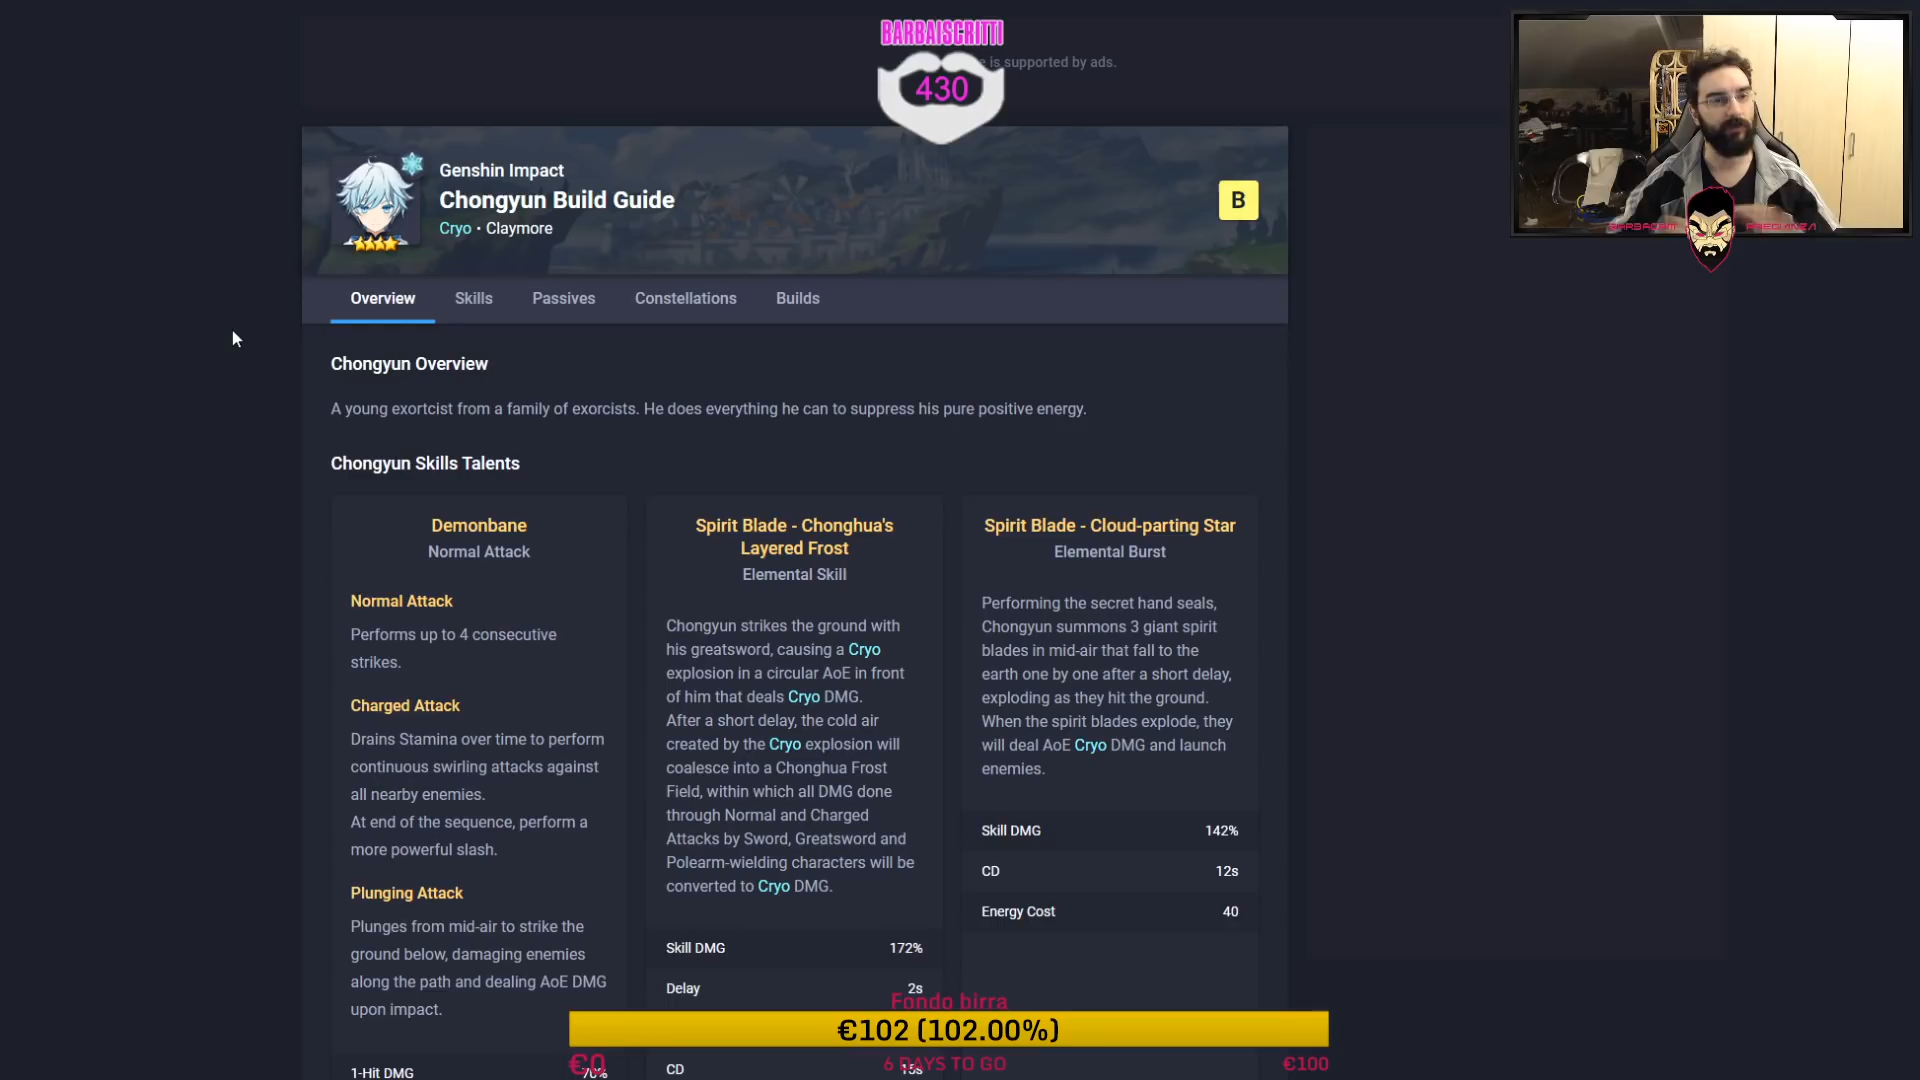 BARBAISCRITTI
e is supported by ads.
430
Genshin Impact
Chongyun Build Guide
Cryo • Claymore
B
Overview
Skills
Passives
Constellations
Builds
Chongyun Overview
A young exortcist from a family of exorcists. He does everything he can to suppress his pure positive energy.
Chongyun Skills Talents
Demonbane
Normal Attack
Normal Attack
Performs up to 4 consecutive
strikes.
Charged Attack
Drains Stamina over time to perform
continuous swirling attacks against
all nearby enemies.
At end of the sequence, perform a
more powerful slash.
Plunging Attack
Plunges from mid-air to strike the
ground below, damaging enemies
along the path and dealing AoE DMG
upon impact.
1-Hit DMG
70%
Spirit Blade - Chonghua's
Layered Frost
Elemental Skill
Chongyun strikes the ground with
his greatsword, causing a Cryo
explosion in a circular AoE in front
of him that deals Cryo DMG.
After a short delay, the cold air
created by the Cryo explosion will
coalesce into a Chonghua Frost
Field, within which all DMG done
through Normal and Charged
Attacks by Sword, Greatsword and
Polearm-wielding characters will be
converted to Cryo DMG.
Skill DMG 172%
Delay 2s
CD 15s
Spirit Blade - Cloud-parting Star
Elemental Burst
Performing the secret hand seals,
Chongyun summons 3 giant spirit
blades in mid-air that fall to the
earth one by one after a short delay,
exploding as they hit the ground.
When the spirit blades explode, they
will deal AoE Cryo DMG and launch
enemies.
Skill DMG 142%
CD 12s
Energy Cost 40
Fondo birra
€102 (102.00%)
€0
6 DAYS TO GO
€100